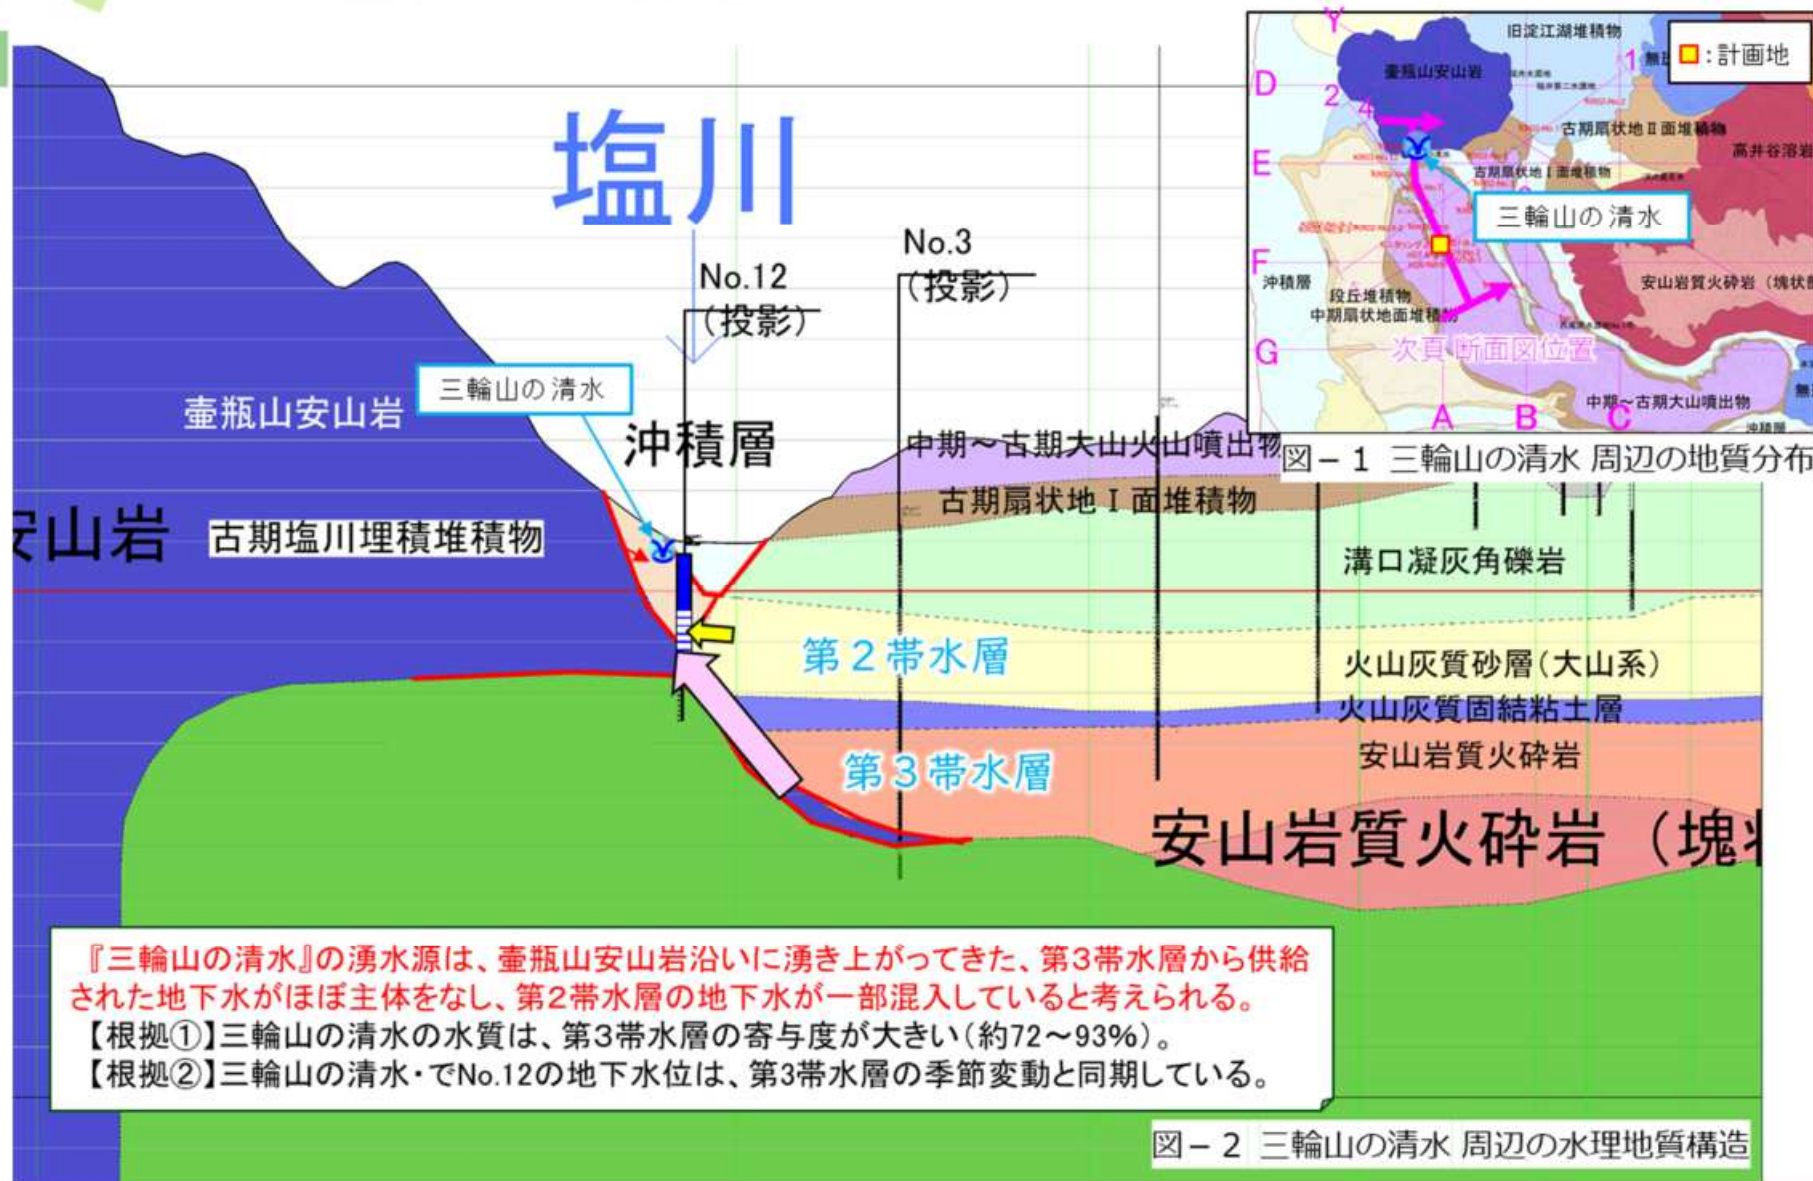 塩川
No.12
（投影）
No.3
（投影）
三輪山の清水
壷瓶山安山岩
沖積層
中期～古期大山火山噴出物
古期扇状地Ⅰ面堆積物
安山岩
古期塩川埋積堆積物
溝口凝灰角礫岩
第２帯水層
火山灰質砂層（大山系）
火山灰質固結粘土層
第３帯水層
安山岩質火砕岩
安山岩質火砕岩（塊状
『三輪山の清水』の湧水源は、壷瓶山安山岩沿いに湧き上がってきた、第３帯水層から供給
された地下水がほぼ主体をなし、第２帯水層の地下水が一部混入していると考えられる。
【根拠①】三輪山の清水の水質は、第３帯水層の寄与度が大きい（約72～93%）。
【根拠②】三輪山の清水・でNo.12の地下水位は、第3帯水層の季節変動と同期している。
図－２ 三輪山の清水 周辺の水理地質構造
Y
旧淀江湖堆積物
：計画地
1
D
壷瓶山安山岩
2
4
古期扇状地Ⅱ面堆積物
高井谷溶岩
E
古期扇状地Ⅰ面堆積物
三輪山の清水
F
沖積層
段丘堆積物
中期扇状地面堆積物
安山岩質火砕岩（塊状部
G
次頁 断面図位置
中期～古期大山噴出物
A
B
C
沖積層
図－１ 三輪山の清水 周辺の地質分布